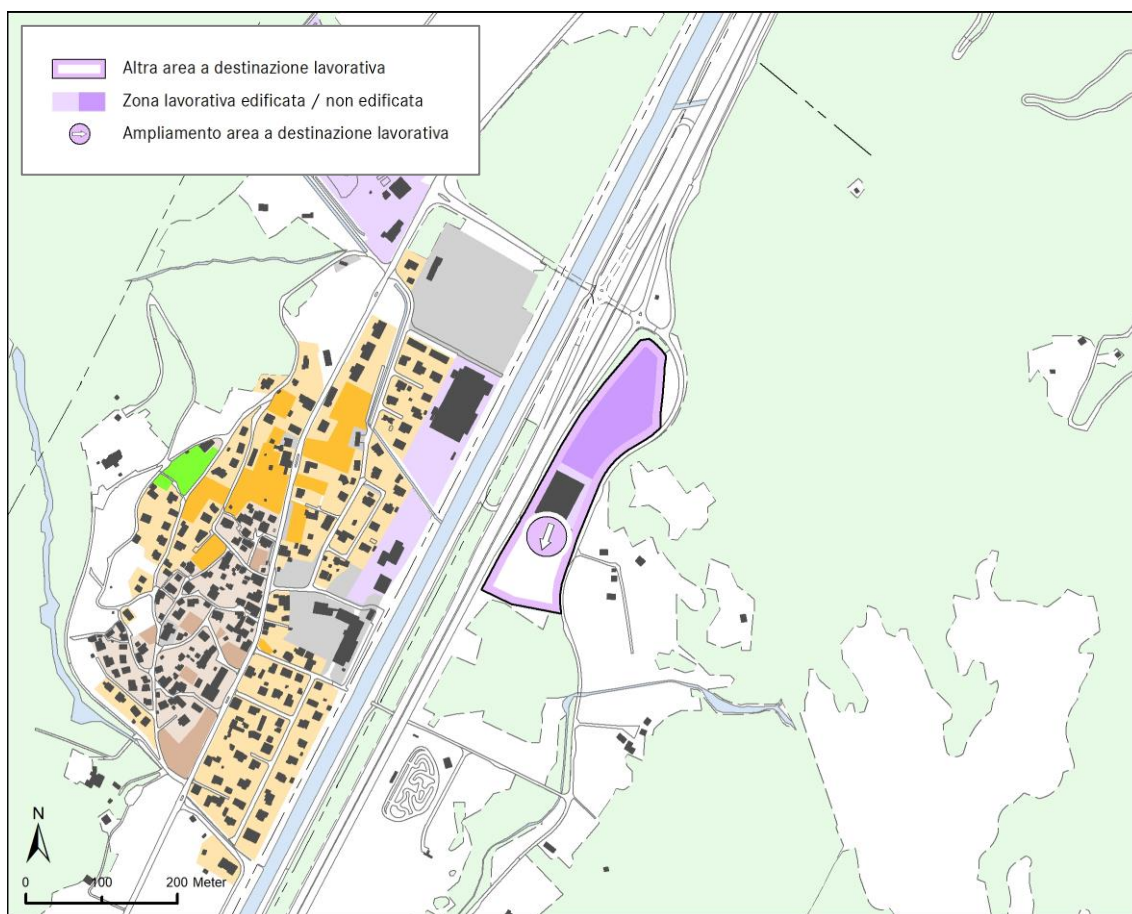 Altra area a destinazione lavorativa
Zona lavorativa edificata / non edificata
Ampliamento area a destinazione lavorativa
N
0 100 200 Meter